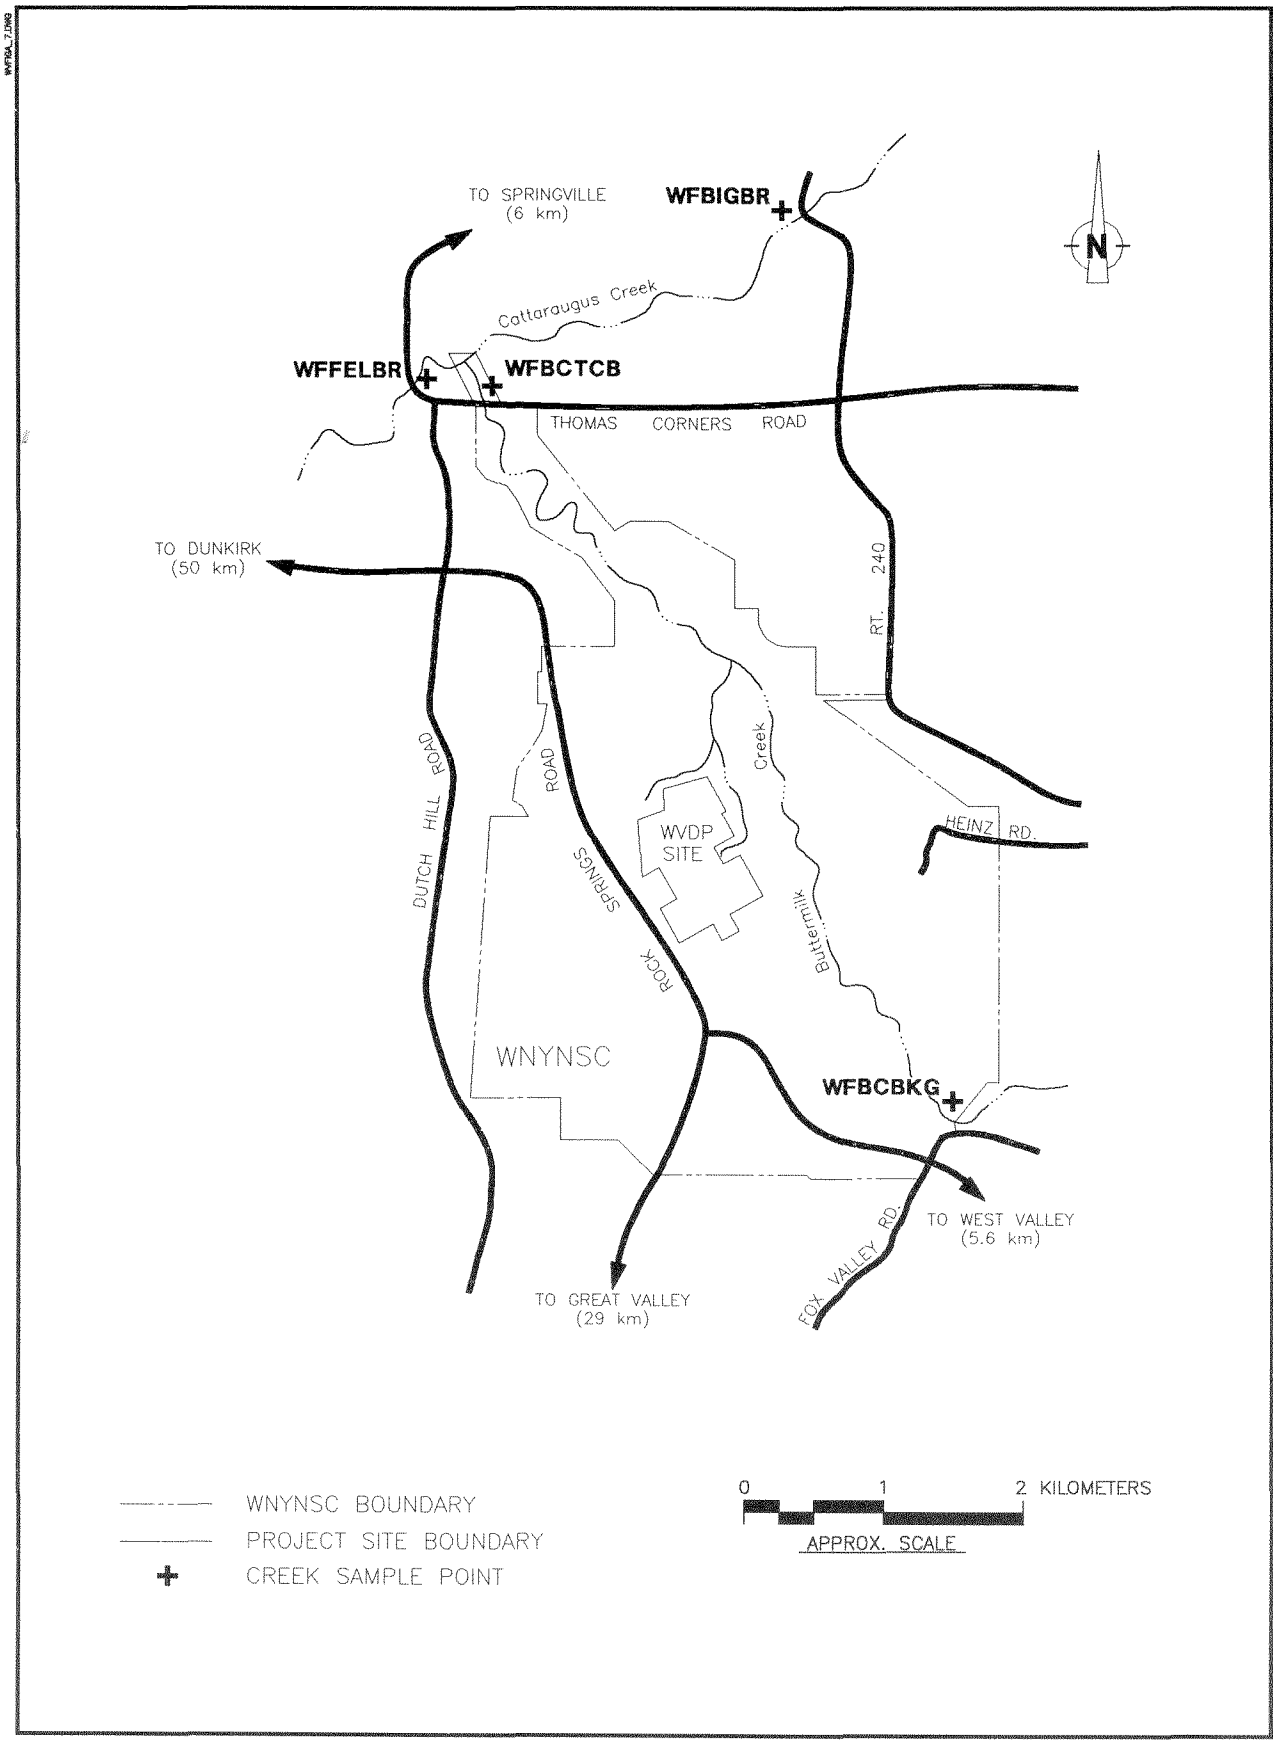 WVFIGA_7.DWG
TO SPRINGVILLE
(6 km)
WFBIGBR
N
Cattaraugus Creek
WFFELBR
WFBCTCB
THOMAS CORNERS ROAD
TO DUNKIRK
(50 km)
RT. 240
DUTCH HILL ROAD
ROCK SPRINGS ROAD
Buttermilk Creek
WVDP
SITE
HEINZ RD.
WNYNSC
WFBCBKG
TO WEST VALLEY
(5.6 km)
FOX VALLEY RD.
TO GREAT VALLEY
(29 km)
0 1 2 KILOMETERS
APPROX. SCALE
WNYNSC BOUNDARY
PROJECT SITE BOUNDARY
CREEK SAMPLE POINT